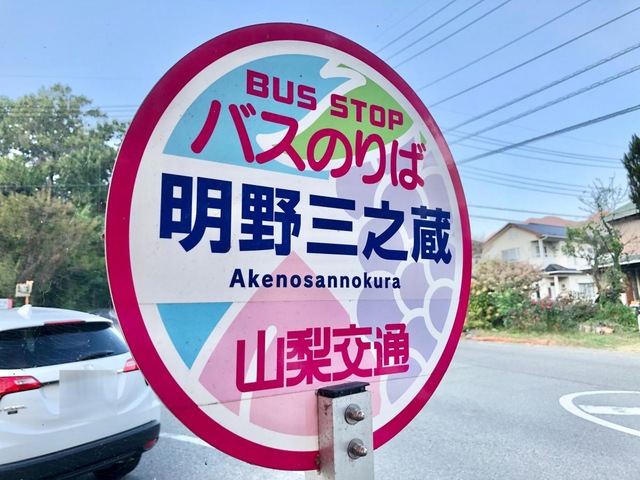 BUS STOP
バスのりば
明野三之蔵
Akenosannokura
山梨交通